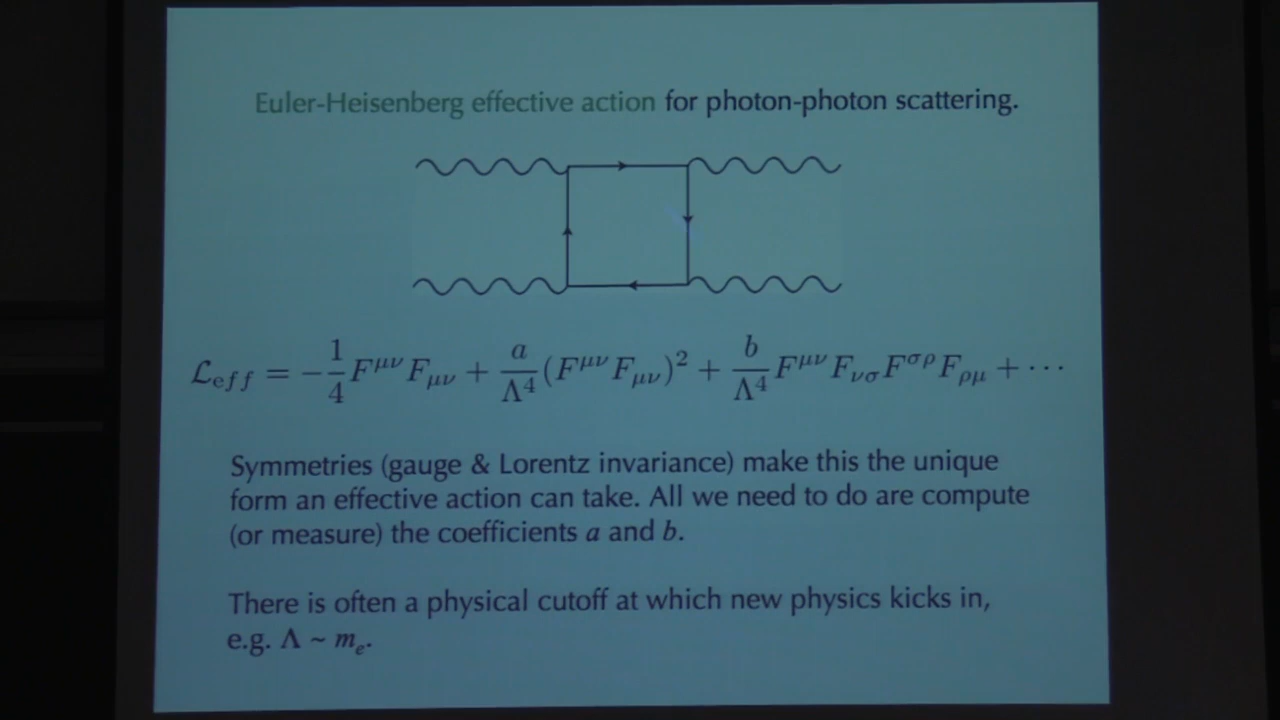 Euler-Heisenberg effective action for photon-photon scattering.
𝓛_eff = −1/4 F^{μν}F_{μν} + a/Λ⁴ (F^{μν}F_{μν})² + b/Λ⁴ F^{μν}F_{νσ}F^{σρ}F_{ρμ} + ⋯
Symmetries (gauge & Lorentz invariance) make this the unique
form an effective action can take. All we need to do are compute
(or measure) the coefficients a and b.
There is often a physical cutoff at which new physics kicks in,
e.g. Λ ~ m_e.